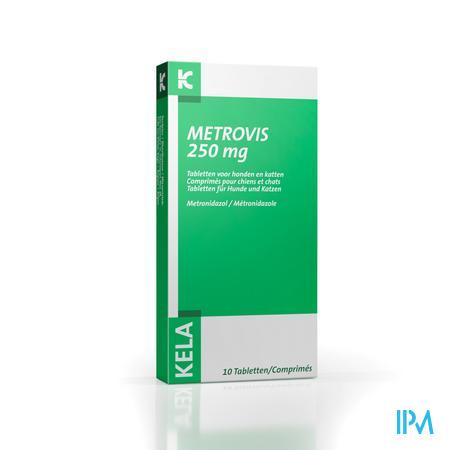 K
METROVIS
250 mg
Tabletten voor honden en katten
Comprimés pour chiens et chats
Tabletten für Hunde und Katzen
Metronidazol / Métronidazole
KELA
10 Tabletten/Comprimés
IPM